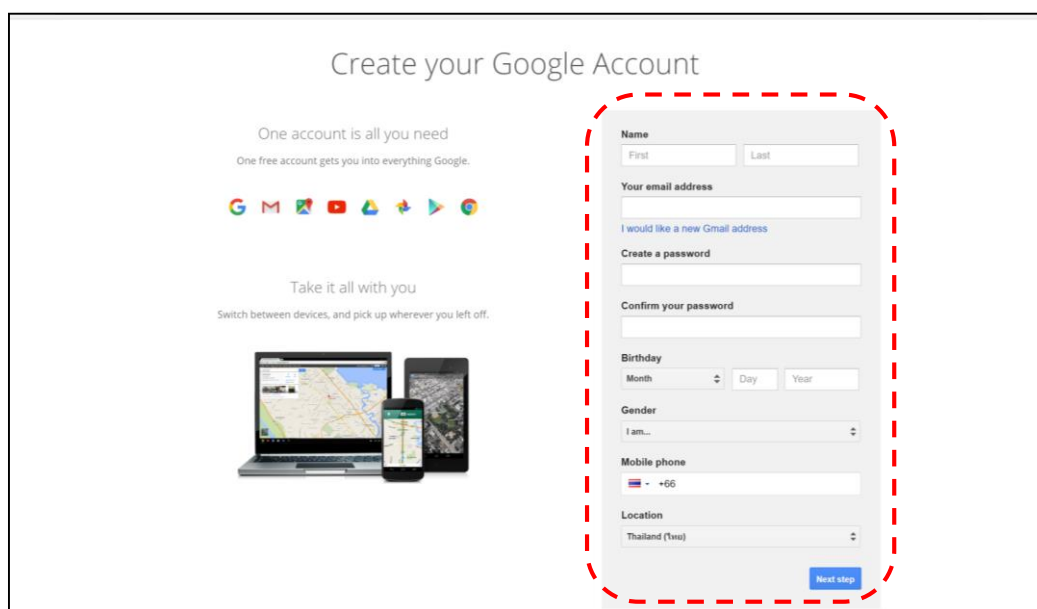 Create your Google Account
One account is all you need
One free account gets you into everything Google.
Take it all with you
Switch between devices, and pick up wherever you left off.
Name
First Last
Your email address
I would like a new Gmail address
Create a password
Confirm your password
Birthday
Month Day Year
Gender
I am...
Mobile phone
+66
Location
Thailand (ไทย)
Next step